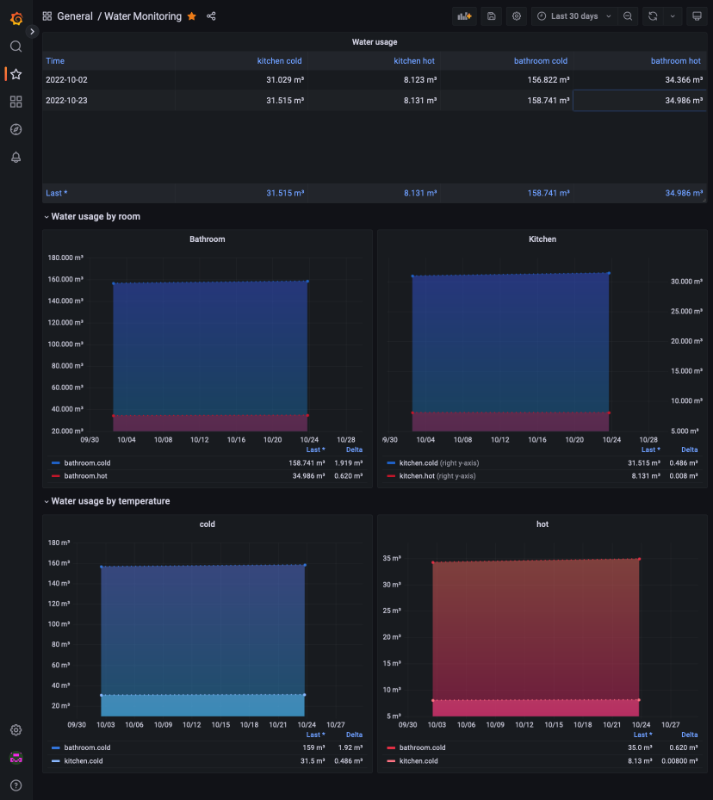 General / Water Monitoring
Last 30 days
Water usage
Time kitchen cold kitchen hot bathroom cold bathroom hot
2022-10-02 31.029 m³ 8.123 m³ 156.822 m³ 34.366 m³
2022-10-23 31.515 m³ 8.131 m³ 158.741 m³ 34.986 m³
Last * 31.515 m³ 8.131 m³ 158.741 m³ 34.986 m³
Water usage by room
Bathroom
180.000 m³
160.000 m³
140.000 m³
120.000 m³
100.000 m³
80.000 m³
60.000 m³
40.000 m³
20.000 m³
09/30 10/04 10/08 10/12 10/16 10/20 10/24 10/28
Last * Delta
bathroom.cold 158.741 m³ 1.919 m³
bathroom.hot 34.986 m³ 0.620 m³
Kitchen
30.000 m³
25.000 m³
20.000 m³
15.000 m³
10.000 m³
5.000 m³
09/30 10/04 10/08 10/12 10/16 10/20 10/24 10/28
Last * Delta
kitchen.cold (right y-axis) 31.515 m³ 0.486 m³
kitchen.hot (right y-axis) 8.131 m³ 0.008 m³
Water usage by temperature
cold
180 m³
160 m³
140 m³
120 m³
100 m³
80 m³
60 m³
40 m³
20 m³
09/30 10/03 10/06 10/09 10/12 10/15 10/18 10/21 10/24 10/27
Last * Delta
bathroom.cold 159 m³ 1.92 m³
kitchen.cold 31.5 m³ 0.486 m³
hot
35 m³
30 m³
25 m³
20 m³
15 m³
10 m³
5 m³
09/30 10/03 10/06 10/09 10/12 10/15 10/18 10/21 10/24 10/27
Last * Delta
bathroom.cold 35.0 m³ 0.620 m³
kitchen.cold 8.13 m³ 0.00800 m³